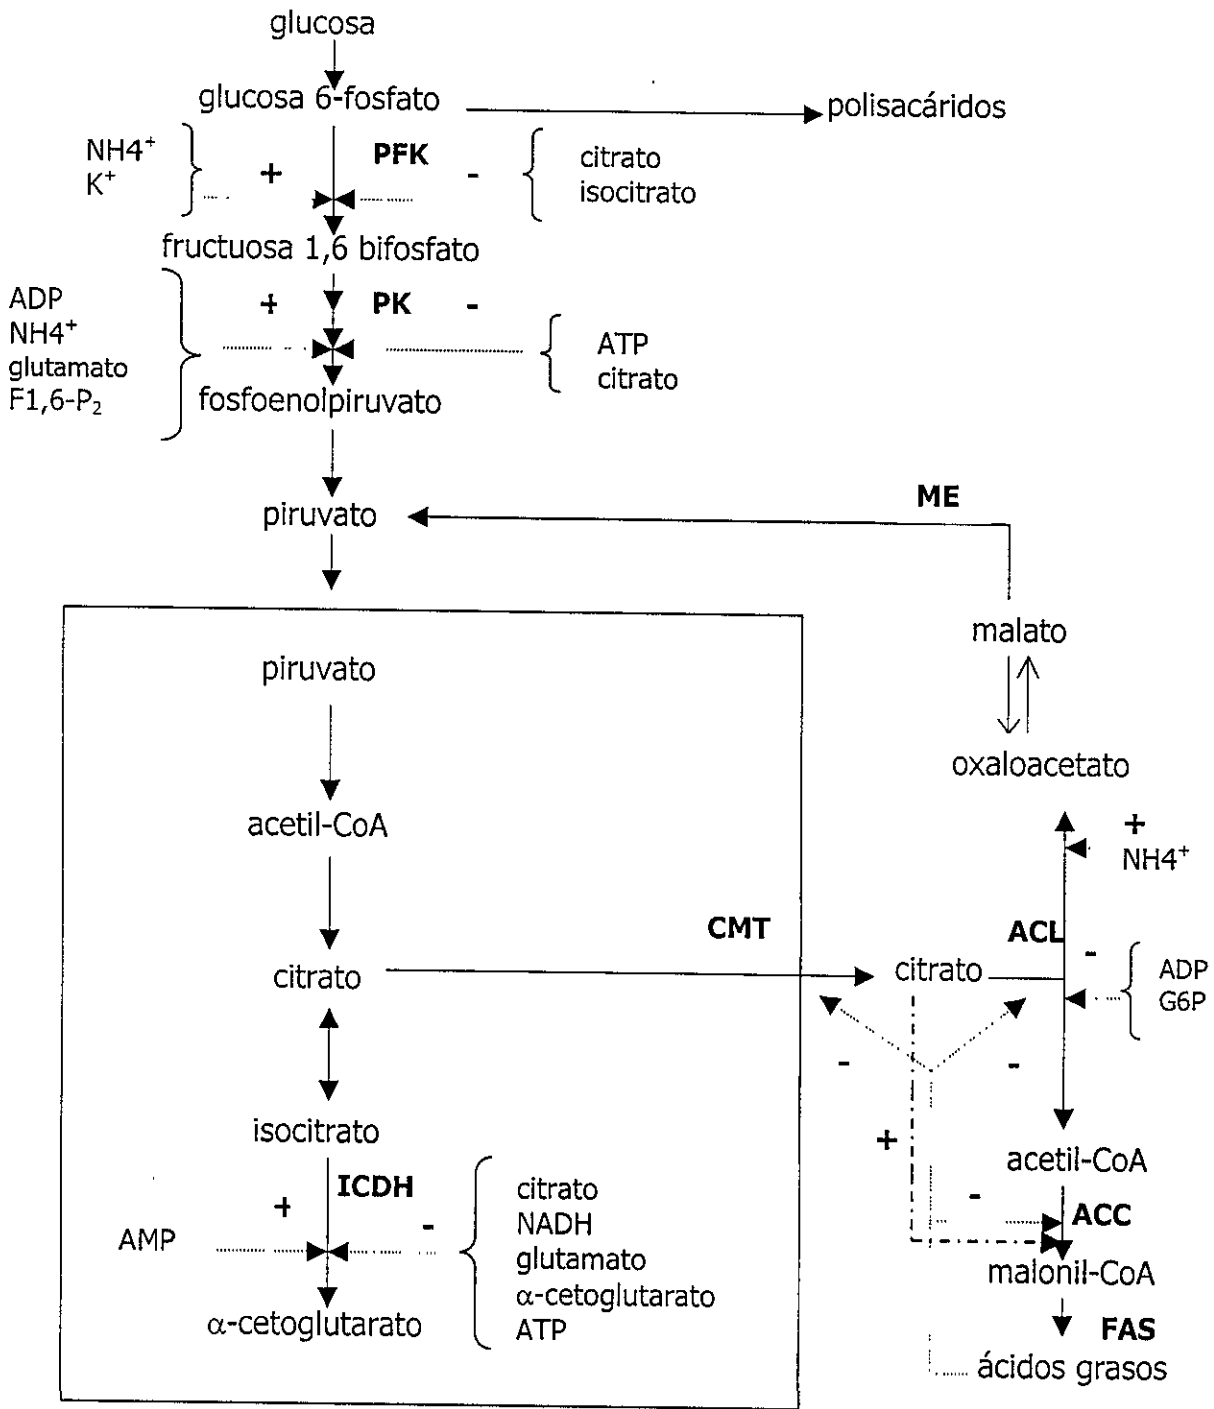 glucosa
glucosa 6-fosfato
polisacáridos
NH4⁺
K⁺
+
PFK
-
citrato
isocitrato
fructuosa 1,6 bifosfato
ADP
NH4⁺
glutamato
F1,6-P₂
+
PK
-
ATP
citrato
fosfoenolpiruvato
piruvato
ME
malato
oxaloacetato
+
NH4⁺
piruvato
acetil-CoA
citrato
CMT
citrato
ACL
-
ADP
G6P
-
-
+
isocitrato
ICDH
+
-
AMP
citrato
NADH
glutamato
α-cetoglutarato
ATP
α-cetoglutarato
acetil-CoA
-
ACC
malonil-CoA
FAS
ácidos grasos